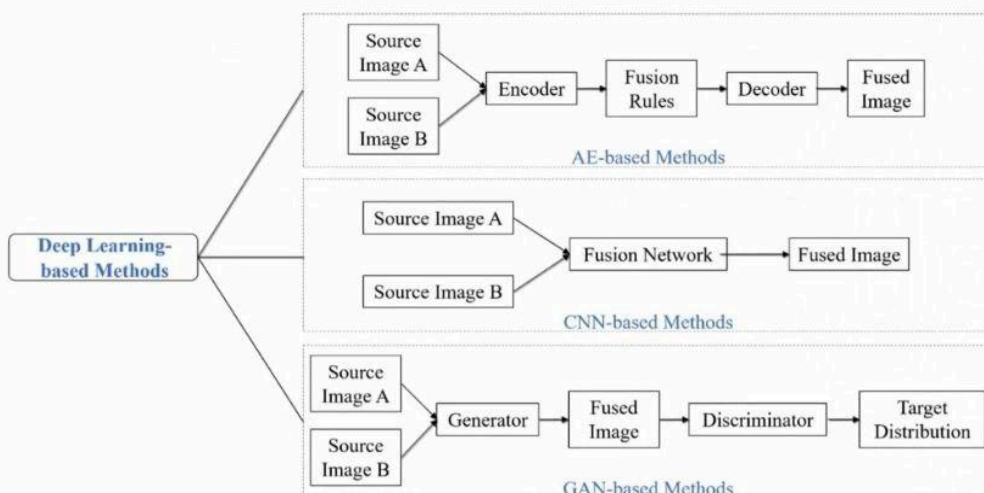 Deep Learning-
based Methods
Source
Image A
Source
Image B
Encoder
Fusion
Rules
Decoder
Fused
Image
AE-based Methods
Source Image A
Source Image B
Fusion Network
Fused Image
CNN-based Methods
Source
Image A
Source
Image B
Generator
Fused
Image
Discriminator
Target
Distribution
GAN-based Methods